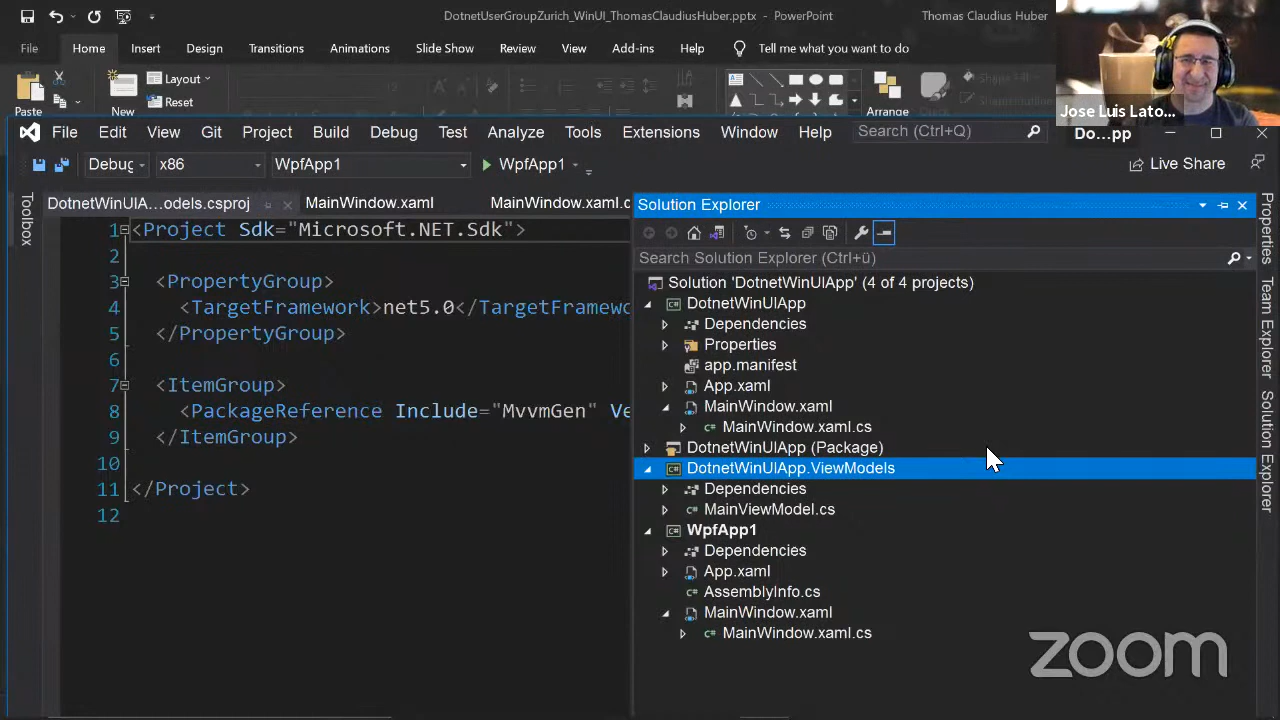 DotnetUserGroupZurich_WinUI_ThomasClaudiusHuber.pptx - PowerPoint
Thomas Claudius Huber
File Home Insert Design Transitions Animations Slide Show Review View Add-ins Help Tell me what you want to do
Paste
New
Layout
Reset
Arrange
Shape Fill
Shape Outline
Jose Luis Lato...
File Edit View Git Project Build Debug Test Analyze Tools Extensions Window Help Search (Ctrl+Q) Do...pp
Debug x86 WpfApp1 WpfApp1 Live Share
Toolbox
DotnetWinUIA...odels.csproj MainWindow.xaml MainWindow.xaml.c
1 <Project Sdk="Microsoft.NET.Sdk">
2
3 <PropertyGroup>
4 <TargetFramework>net5.0</TargetFramewo
5 </PropertyGroup>
6
7 <ItemGroup>
8 <PackageReference Include="MvvmGen" Ve
9 </ItemGroup>
10
11 </Project>
12
Solution Explorer
Search Solution Explorer (Ctrl+ü)
Solution 'DotnetWinUIApp' (4 of 4 projects)
DotnetWinUIApp
Dependencies
Properties
app.manifest
App.xaml
MainWindow.xaml
C# MainWindow.xaml.cs
DotnetWinUIApp (Package)
DotnetWinUIApp.ViewModels
Dependencies
C# MainViewModel.cs
WpfApp1
Dependencies
App.xaml
C# AssemblyInfo.cs
MainWindow.xaml
C# MainWindow.xaml.cs
Properties
Team Explorer
Solution Explorer
zoom